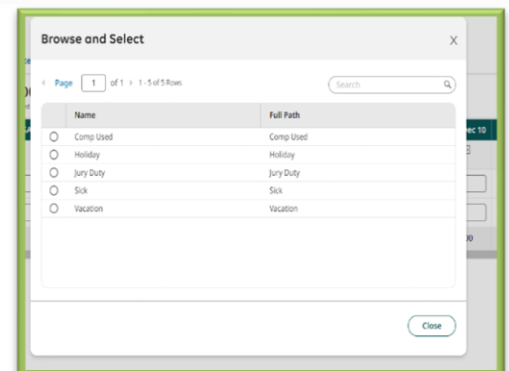 Browse and Select X
< Page 1 of 1 > 1 - 5 of 5 Rows Search
Name Full Path
ec 10
Comp Used Comp Used
Holiday Holiday
Jury Duty Jury Duty
Sick Sick
Vacation Vacation
Close